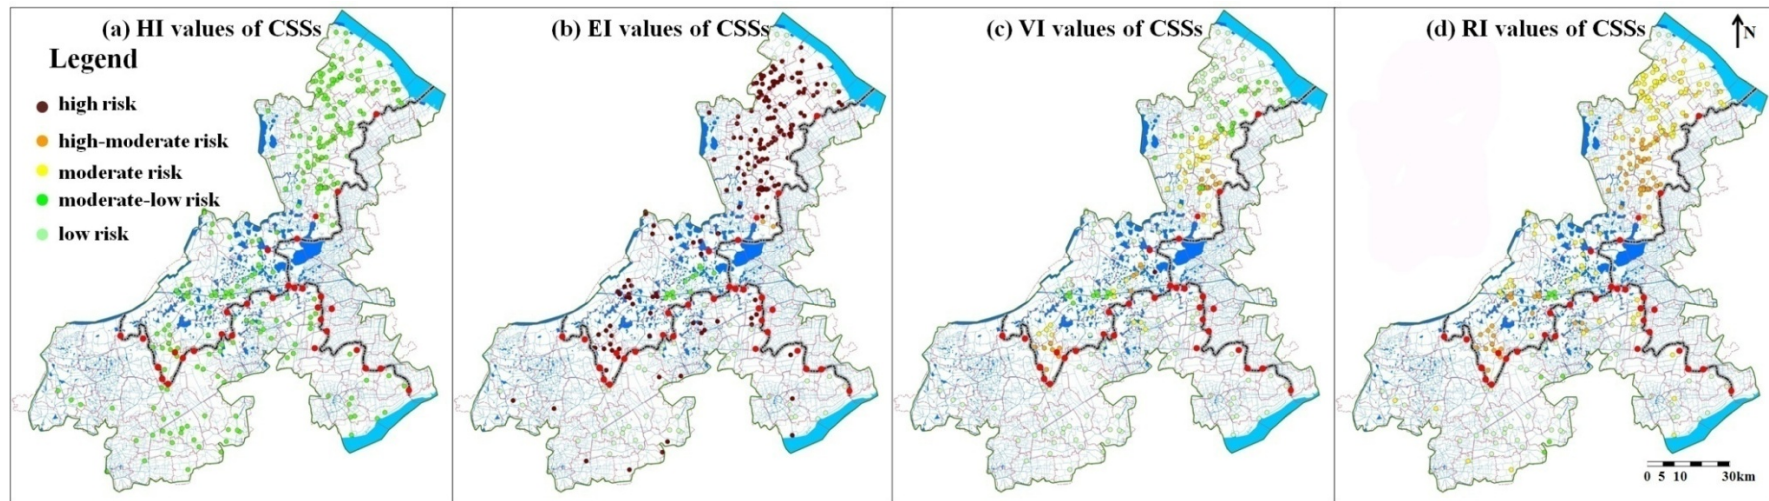 (a) HI values of CSSs
(b) EI values of CSSs
(c) VI values of CSSs
(d) RI values of CSSs
N
Legend
high risk
high-moderate risk
moderate risk
moderate-low risk
low risk
0 5 10 30km